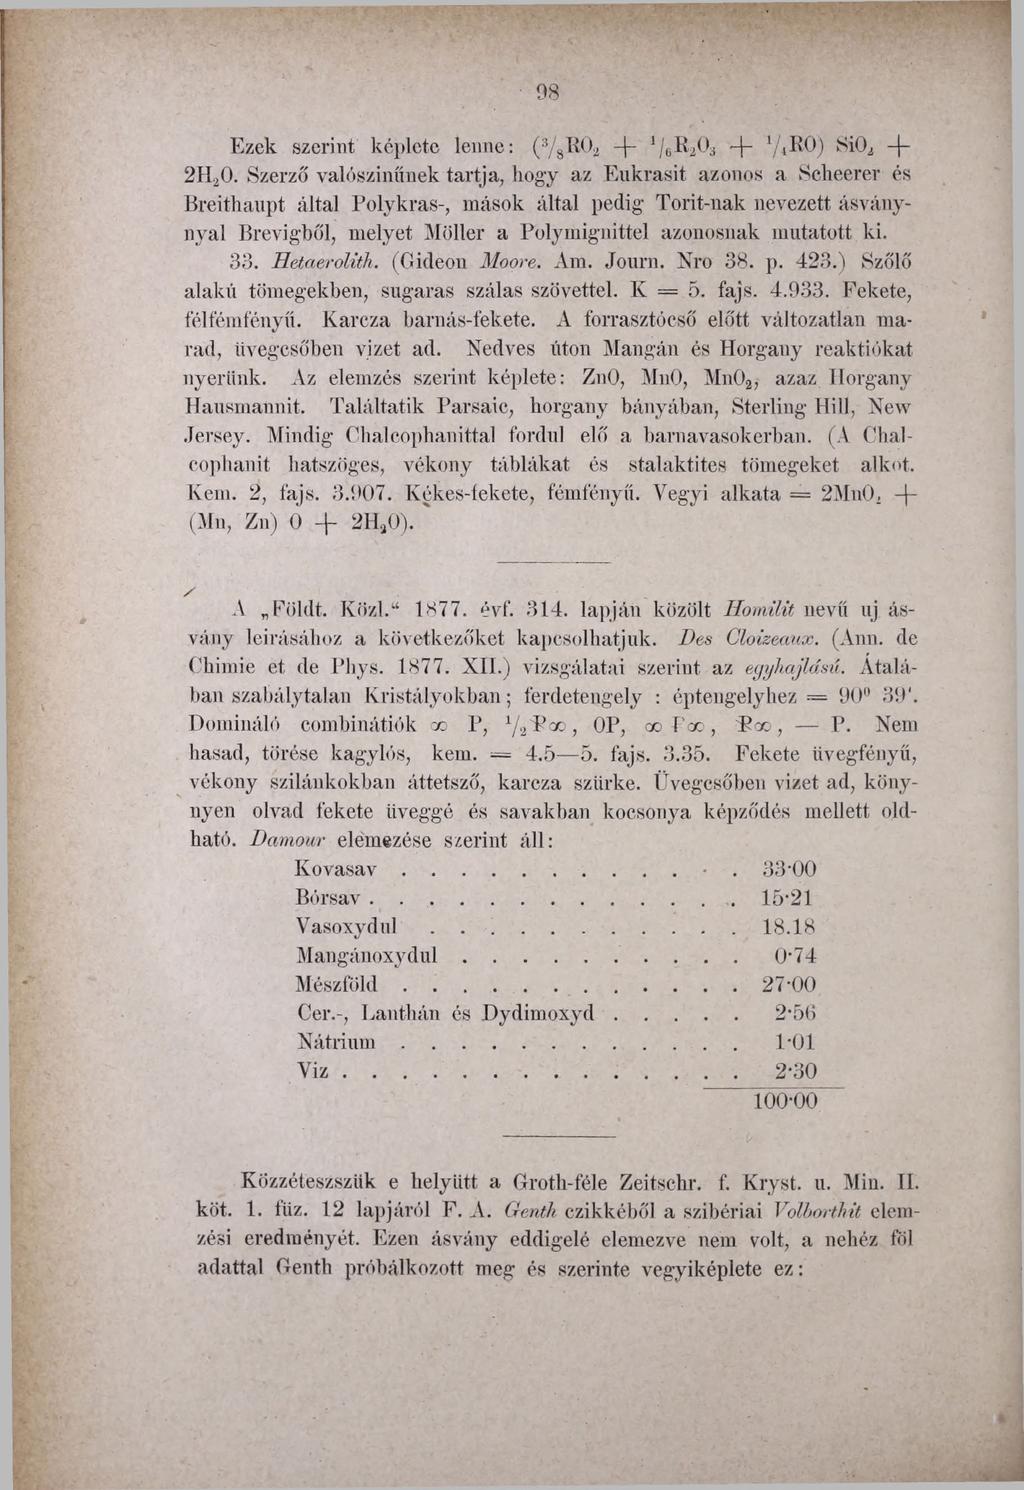 98
Ezek szerint képlete lenne: (³/₈RO₂ + ¹/₆R₂O₃ + ¹/₄RO) SiO₂ +
2H₂O. Szerző valószinűnek tartja, hogy az Eukrasit azonos a Scheerer és
Breithaupt által Polykras-, mások által pedig Torit-nak nevezett ásvány-
nyal Brevigből, melyet Möller a Polymignittel azonosnak mutatott ki.
33. Hetaerolith. (Gideon Moore. Am. Journ. Nro 38. p. 423.) Szőlő
alakú tömegekben, sugaras szálas szövettel. K = 5. fajs. 4.933. Fekete,
félfémfényű. Karcza barnás-fekete. A forrasztócső előtt változatlan ma-
rad, üvegcsőben vizet ad. Nedves úton Mangán és Horgany reaktiókat
nyerünk. Az elemzés szerint képlete: ZnO, MnO, MnO₂, azaz Horgany
Hausmannit. Találtatik Parsaic, horgany bányában, Sterling Hill, New
Jersey. Mindig Chalcophanittal fordul elő a barnavasokerban. (A Chal-
cophanit hatszöges, vékony táblákat és stalaktites tömegeket alkot.
Kem. 2, fajs. 3.907. Kékes-fekete, fémfényű. Vegyi alkata = 2MnO₂ +
(Mn, Zn) O + 2H₂O).
A „Földt. Közl.“ 1877. évf. 314. lapján közölt Homilit nevű uj ás-
vány leirásához a következőket kapcsolhatjuk. Des Cloizeaux. (Ann. de
Chimie et de Phys. 1877. XII.) vizsgálatai szerint az egyhajlású. Átalá-
ban szabálytalan Kristályokban; ferdetengely : éptengelyhez = 90⁰ 39'.
Domináló combinátiók ∞ P, ¹/₂P∞, OP, ∞ P∞, P∞, — P. Nem
hasad, törése kagylós, kem. = 4.5—5. fajs. 3.35. Fekete üvegfényű,
vékony szilánkokban áttetsző, karcza szürke. Üvegcsőben vizet ad, köny-
nyen olvad fekete üveggé és savakban kocsonya képződés mellett old-
ható. Damour elemezése szerint áll:
Kovasav . . . . . . . . . . . . 33·00
Bórsav . . . . . . . . . . . . . 15·21
Vasoxydul . . . . . . . . . . . 18.18
Mangánoxydul . . . . . . . . . . 0·74
Mészföld . . . . . . . . . . . . 27·00
Cer.-, Lanthán és Dydimoxyd . . . . . 2·56
Nátrium . . . . . . . . . . . . 1·01
Viz . . . . . . . . . . . . . . 2·30
100·00
Közzéteszszük e helyütt a Groth-féle Zeitschr. f. Kryst. u. Min. II.
köt. 1. füz. 12 lapjáról F. A. Genth czikkéből a szibériai Volborthit elem-
zési eredményét. Ezen ásvány eddigelé elemezve nem volt, a nehéz föl
adattal Genth próbálkozott meg és szerinte vegyiképlete ez: